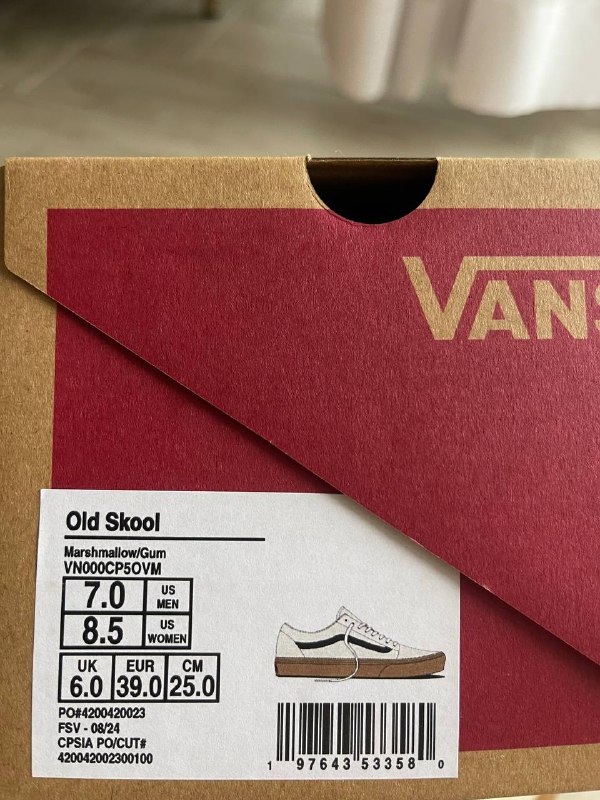 VANS
Old Skool
Marshmallow/Gum
VN000CP5OVM
7.0 US MEN
8.5 US WOMEN
UK EUR CM
6.0 39.0 25.0
PO#4200420023
FSV - 08/24
CPSIA PO/CUT#
420042002300100
1 97643 53358 0